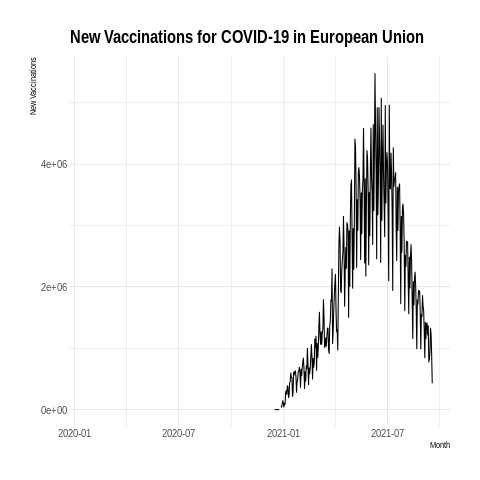 New Vaccinations for COVID-19 in European Union
New Vaccinations
4e+06
2e+06
0e+00
2020-01 2020-07 2021-01 2021-07
Month